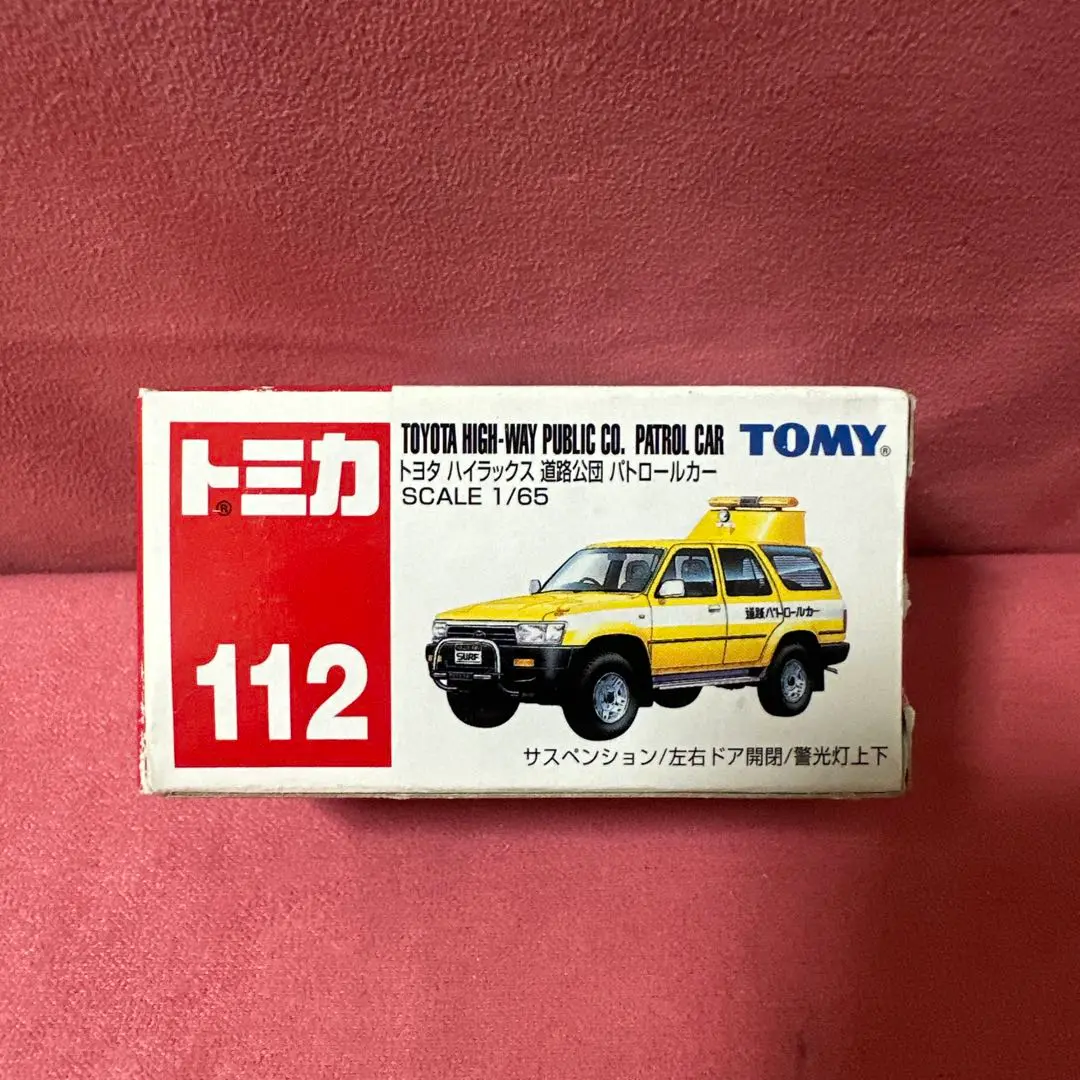 トミカ®
112
TOYOTA HIGH-WAY PUBLIC CO. PATROL CAR
TOMY®
トヨタ ハイラックス 道路公団 パトロールカー
SCALE 1/65
道路パトロールカー
SURF
サスペンション/左右ドア開閉/警光灯上下